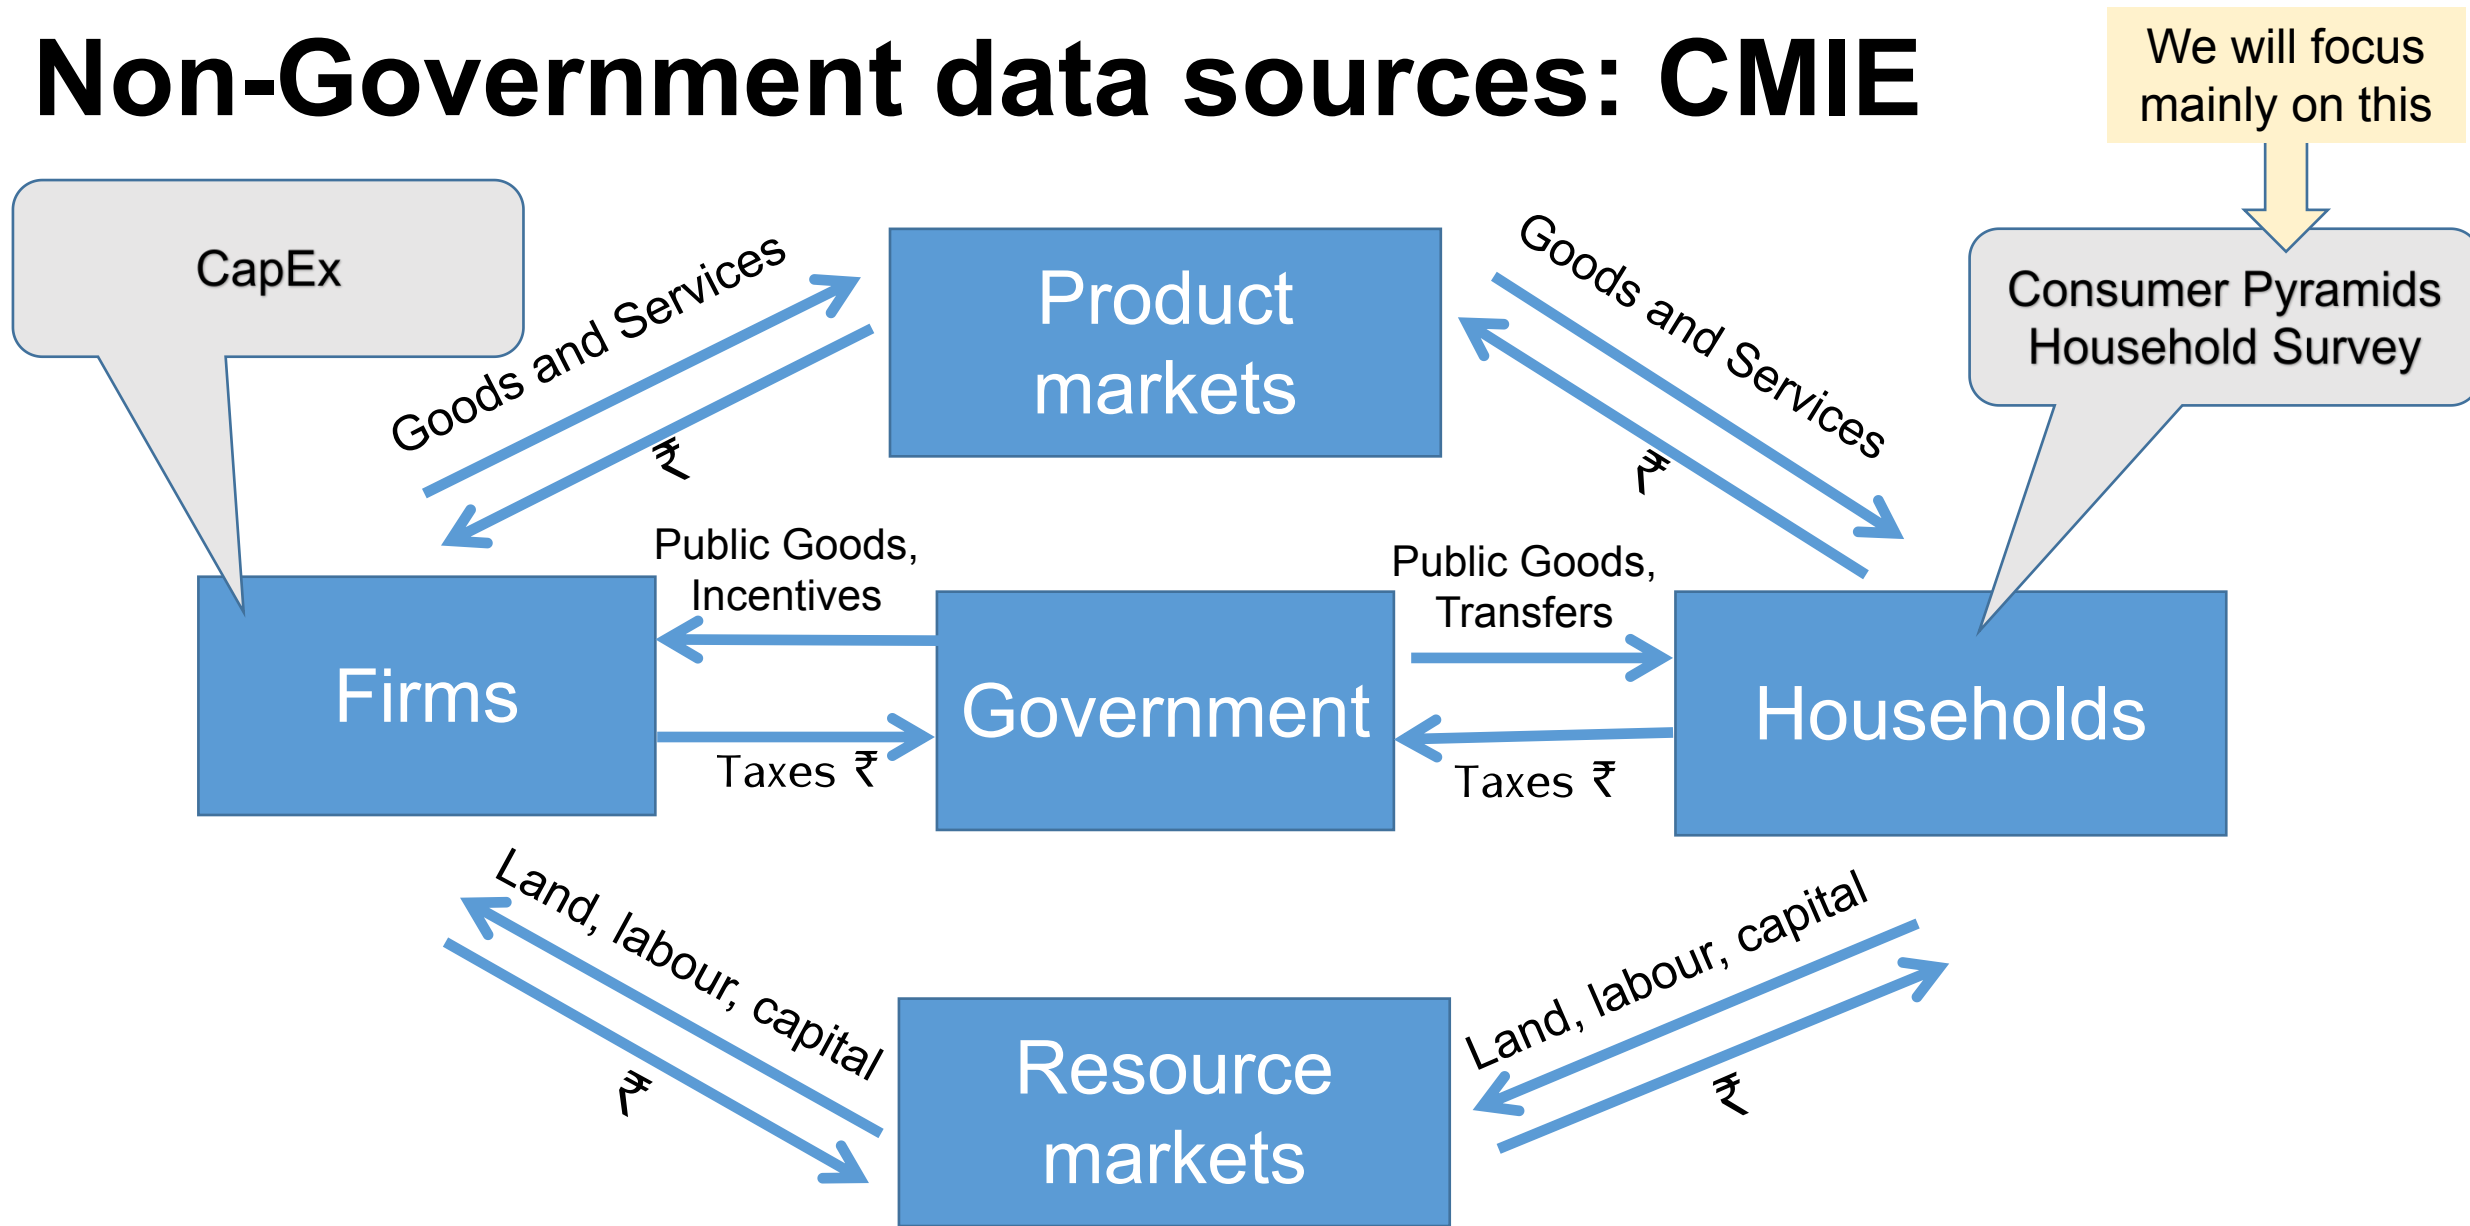 Non-Government data sources: CMIE
We will focus
mainly on this
CapEx
Goods and Services
₹
Product
markets
Goods and Services
₹
Consumer Pyramids
Household Survey
Public Goods,
Incentives
Public Goods,
Transfers
Firms
Government
Households
Taxes ₹
Taxes ₹
Land, labour, capital
₹
Resource
markets
Land, labour, capital
₹